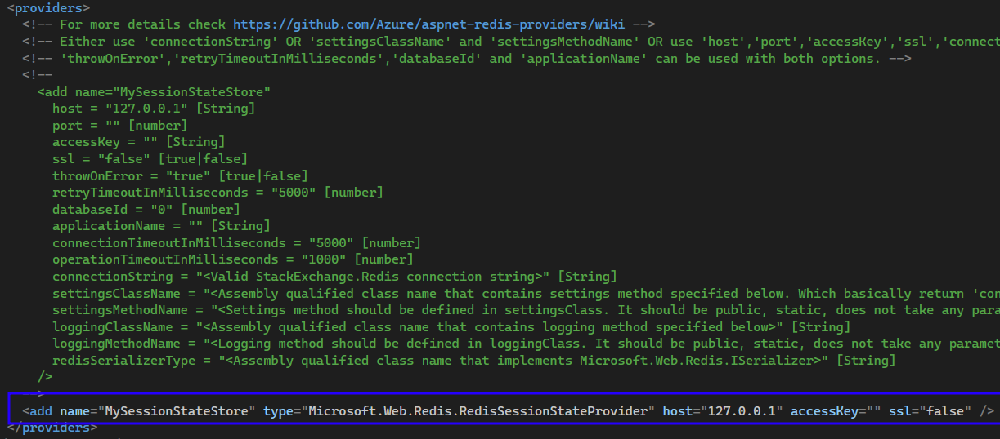 <providers>
<!-- For more details check https://github.com/Azure/aspnet-redis-providers/wiki -->
<!-- Either use 'connectionString' OR 'settingsClassName' and 'settingsMethodName' OR use 'host','port','accessKey','ssl','connect
<!-- 'throwOnError','retryTimeoutInMilliseconds','databaseId' and 'applicationName' can be used with both options. -->
<!--
<add name="MySessionStateStore"
host = "127.0.0.1" [String]
port = "" [number]
accessKey = "" [String]
ssl = "false" [true|false]
throwOnError = "true" [true|false]
retryTimeoutInMilliseconds = "5000" [number]
databaseId = "0" [number]
applicationName = "" [String]
connectionTimeoutInMilliseconds = "5000" [number]
operationTimeoutInMilliseconds = "1000" [number]
connectionString = "<Valid StackExchange.Redis connection string>" [String]
settingsClassName = "<Assembly qualified class name that contains settings method specified below. Which basically return 'con
settingsMethodName = "<Settings method should be defined in settingsClass. It should be public, static, does not take any para
loggingClassName = "<Assembly qualified class name that contains logging method specified below>" [String]
loggingMethodName = "<Logging method should be defined in loggingClass. It should be public, static, does not take any paramet
redisSerializerType = "<Assembly qualified class name that implements Microsoft.Web.Redis.ISerializer>" [String]
/>
-->
<add name="MySessionStateStore" type="Microsoft.Web.Redis.RedisSessionStateProvider" host="127.0.0.1" accessKey="" ssl="false" />
</providers>